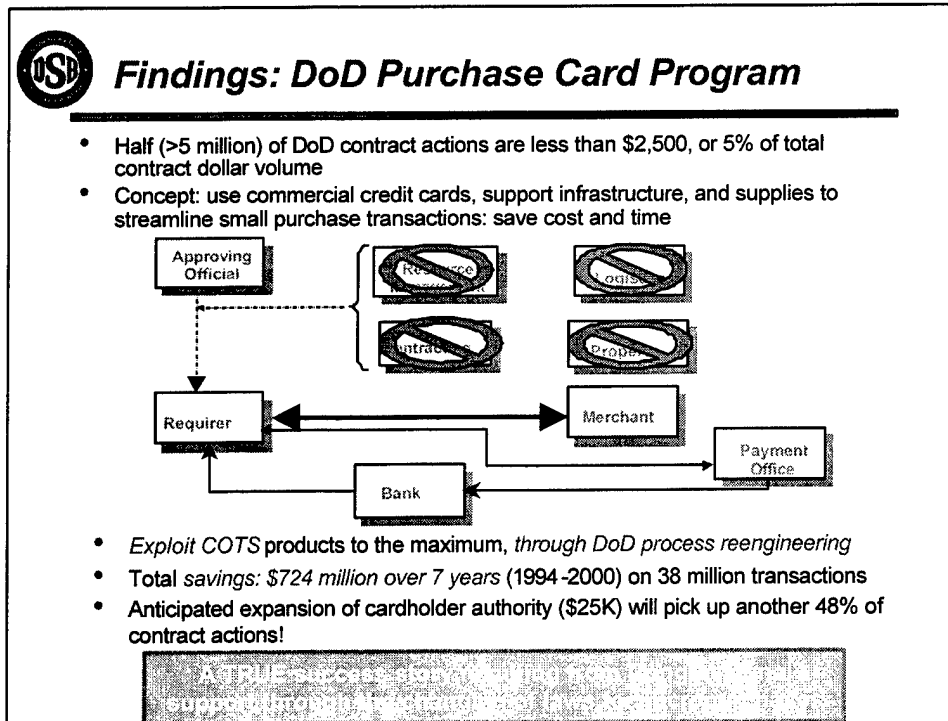 DSB
Findings: DoD Purchase Card Program
• Half (>5 million) of DoD contract actions are less than $2,500, or 5% of total
contract dollar volume
• Concept: use commercial credit cards, support infrastructure, and supplies to
streamline small purchase transactions: save cost and time
Approving
Official
Resource
Requirer
Merchant
Payment
Office
Bank
• Exploit COTS products to the maximum, through DoD process reengineering
• Total savings: $724 million over 7 years (1994-2000) on 38 million transactions
• Anticipated expansion of cardholder authority ($25K) will pick up another 48% of
contract actions!
A TRUE success story